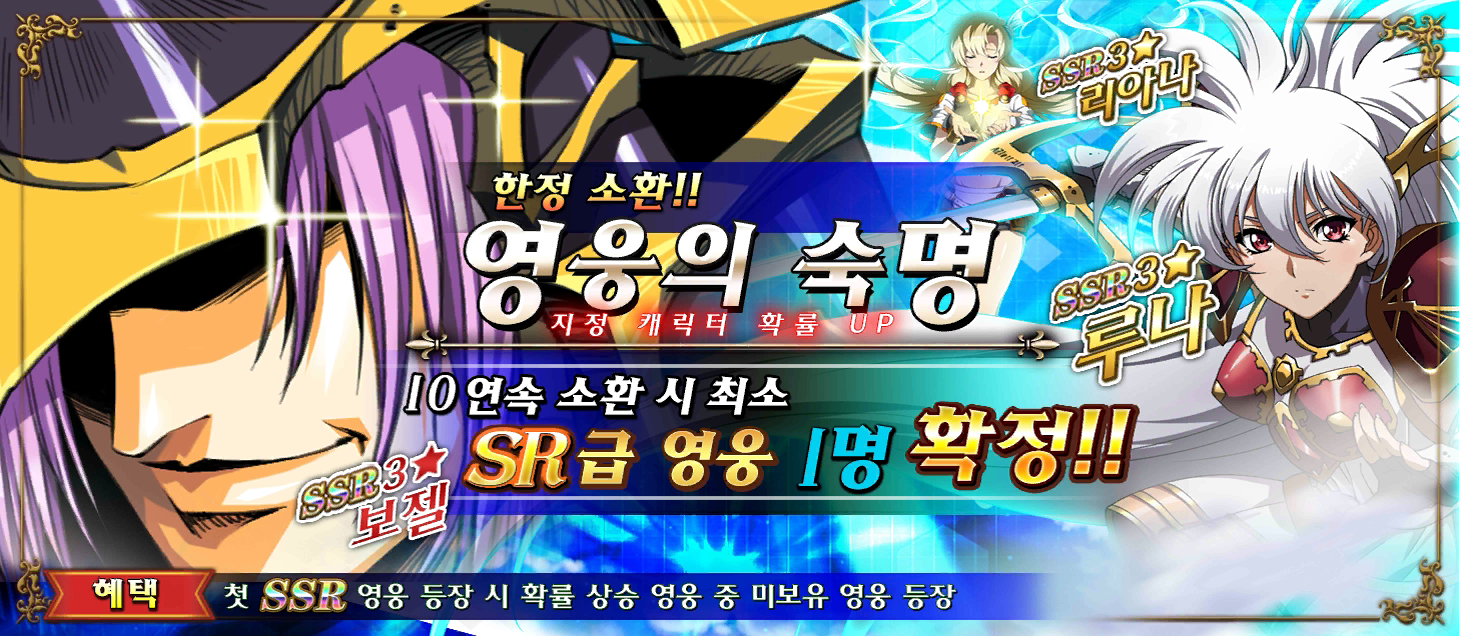 SSR3★
리아나
한정 소환!!
영웅의 숙명
지정 캐릭터 확률 UP
SSR3★
루나
10연속 소환 시 최소
SR급 영웅 1명 확정!!
SSR3★
보젤
혜택
첫 SSR 영웅 등장 시 확률 상승 영웅 중 미보유 영웅 등장